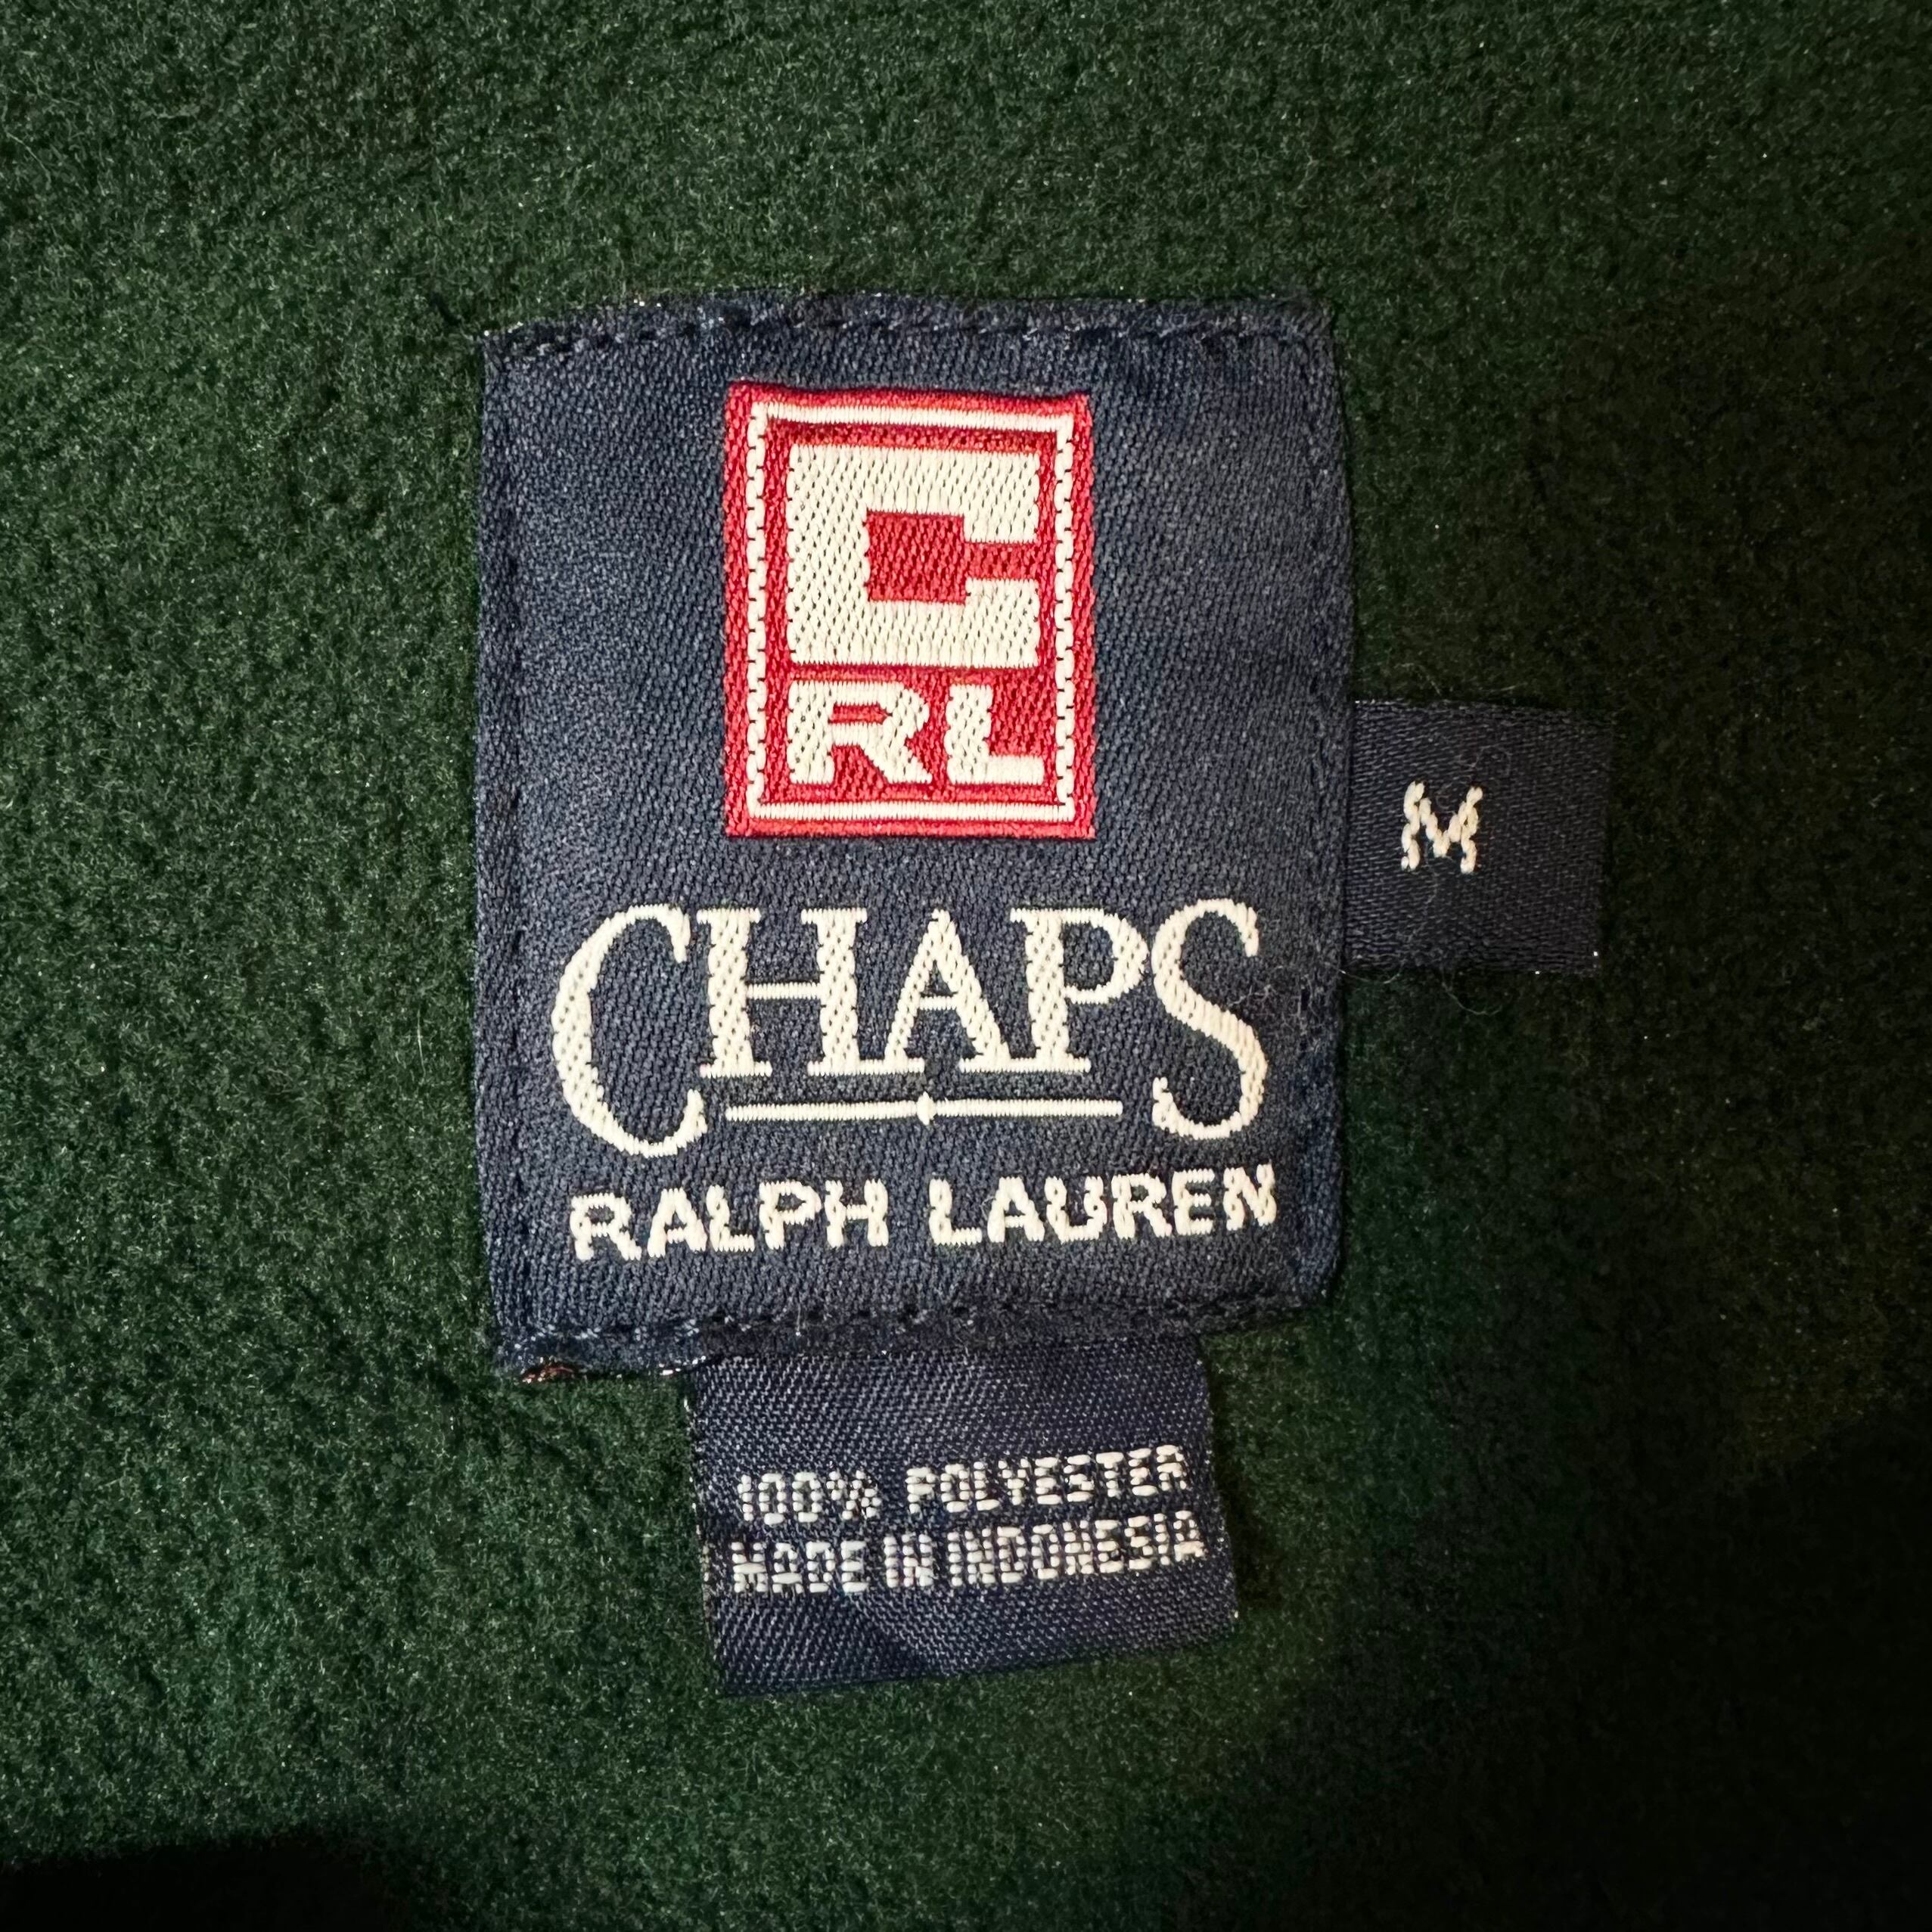 C
RL
M
CHAPS
RALPH LAUREN
100% POLYESTER
MADE IN INDONESIA